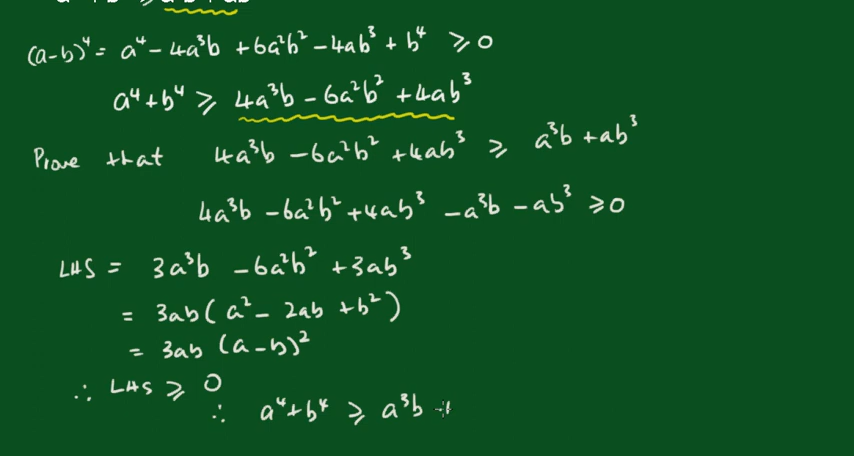 (a-b)⁴ = a⁴ - 4a³b + 6a²b² - 4ab³ + b⁴ ⩾ 0
a⁴ + b⁴ ⩾ 4a³b - 6a²b² + 4ab³
Prove that 4a³b - 6a²b² + 4ab³ ⩾ a³b + ab³
4a³b - 6a²b² + 4ab³ - a³b - ab³ ⩾ 0
LHS = 3a³b - 6a²b² + 3ab³
= 3ab(a² - 2ab + b²)
= 3ab (a-b)²
∴ LHS ⩾ 0
∴ a⁴ + b⁴ ⩾ a³b +